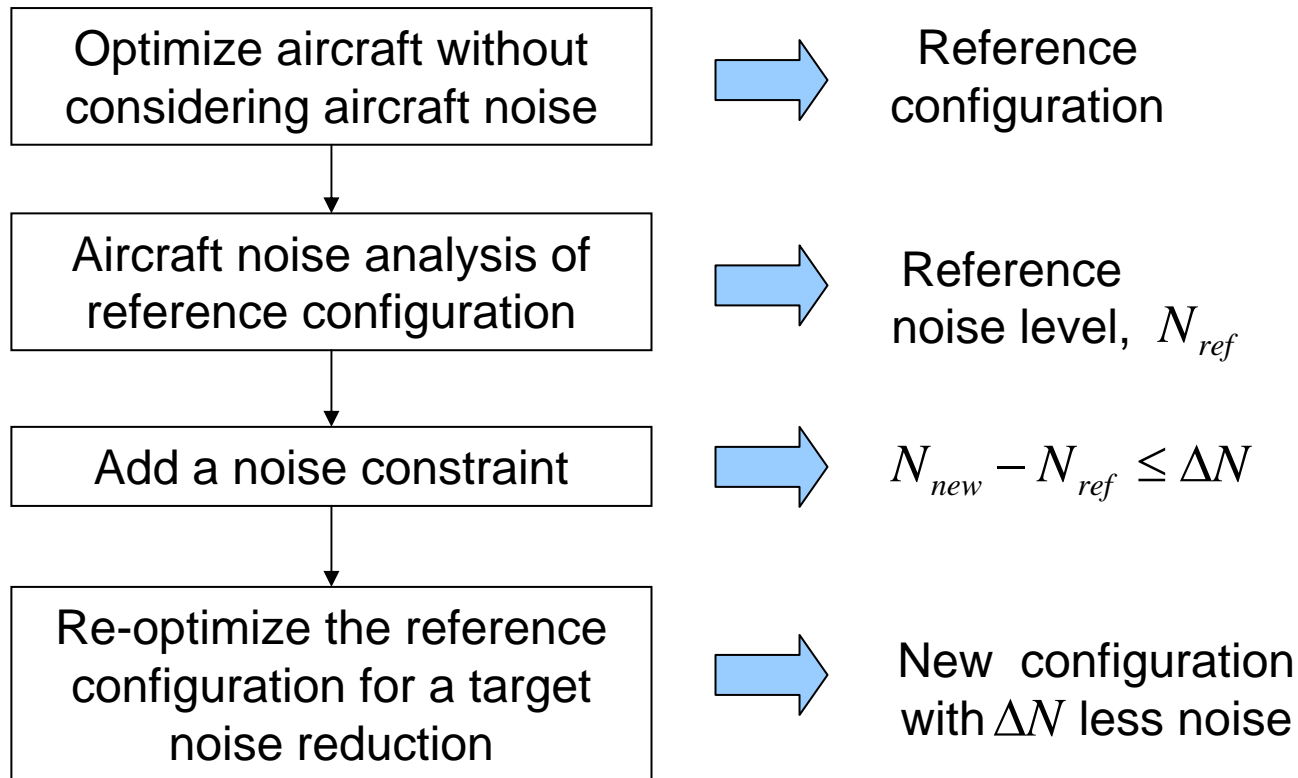 Optimize aircraft without
considering aircraft noise
Reference
configuration
Aircraft noise analysis of
reference configuration
Reference
noise level, N_ref
Add a noise constraint
N_new − N_ref ≤ ΔN
Re-optimize the reference
configuration for a target
noise reduction
New configuration
with ΔN less noise